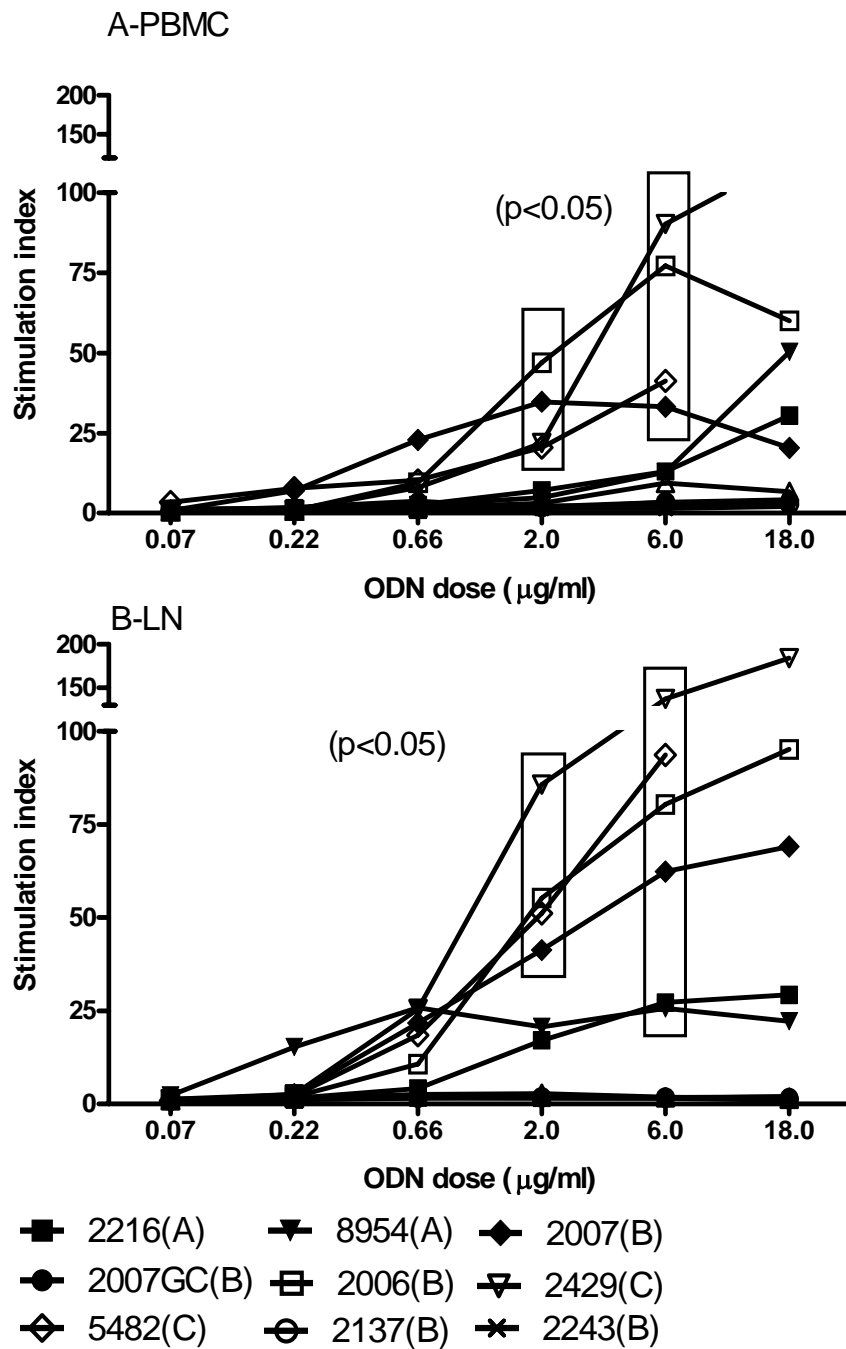 A-PBMC
200
150
100
75
50
25
0
(p<0.05)
Stimulation index
0.07 0.22 0.66 2.0 6.0 18.0
ODN dose (μg/ml)
B-LN
200
150
100
75
50
25
0
(p<0.05)
Stimulation index
0.07 0.22 0.66 2.0 6.0 18.0
ODN dose (μg/ml)
2216(A) 8954(A) 2007(B)
2007GC(B) 2006(B) 2429(C)
5482(C) 2137(B) 2243(B)